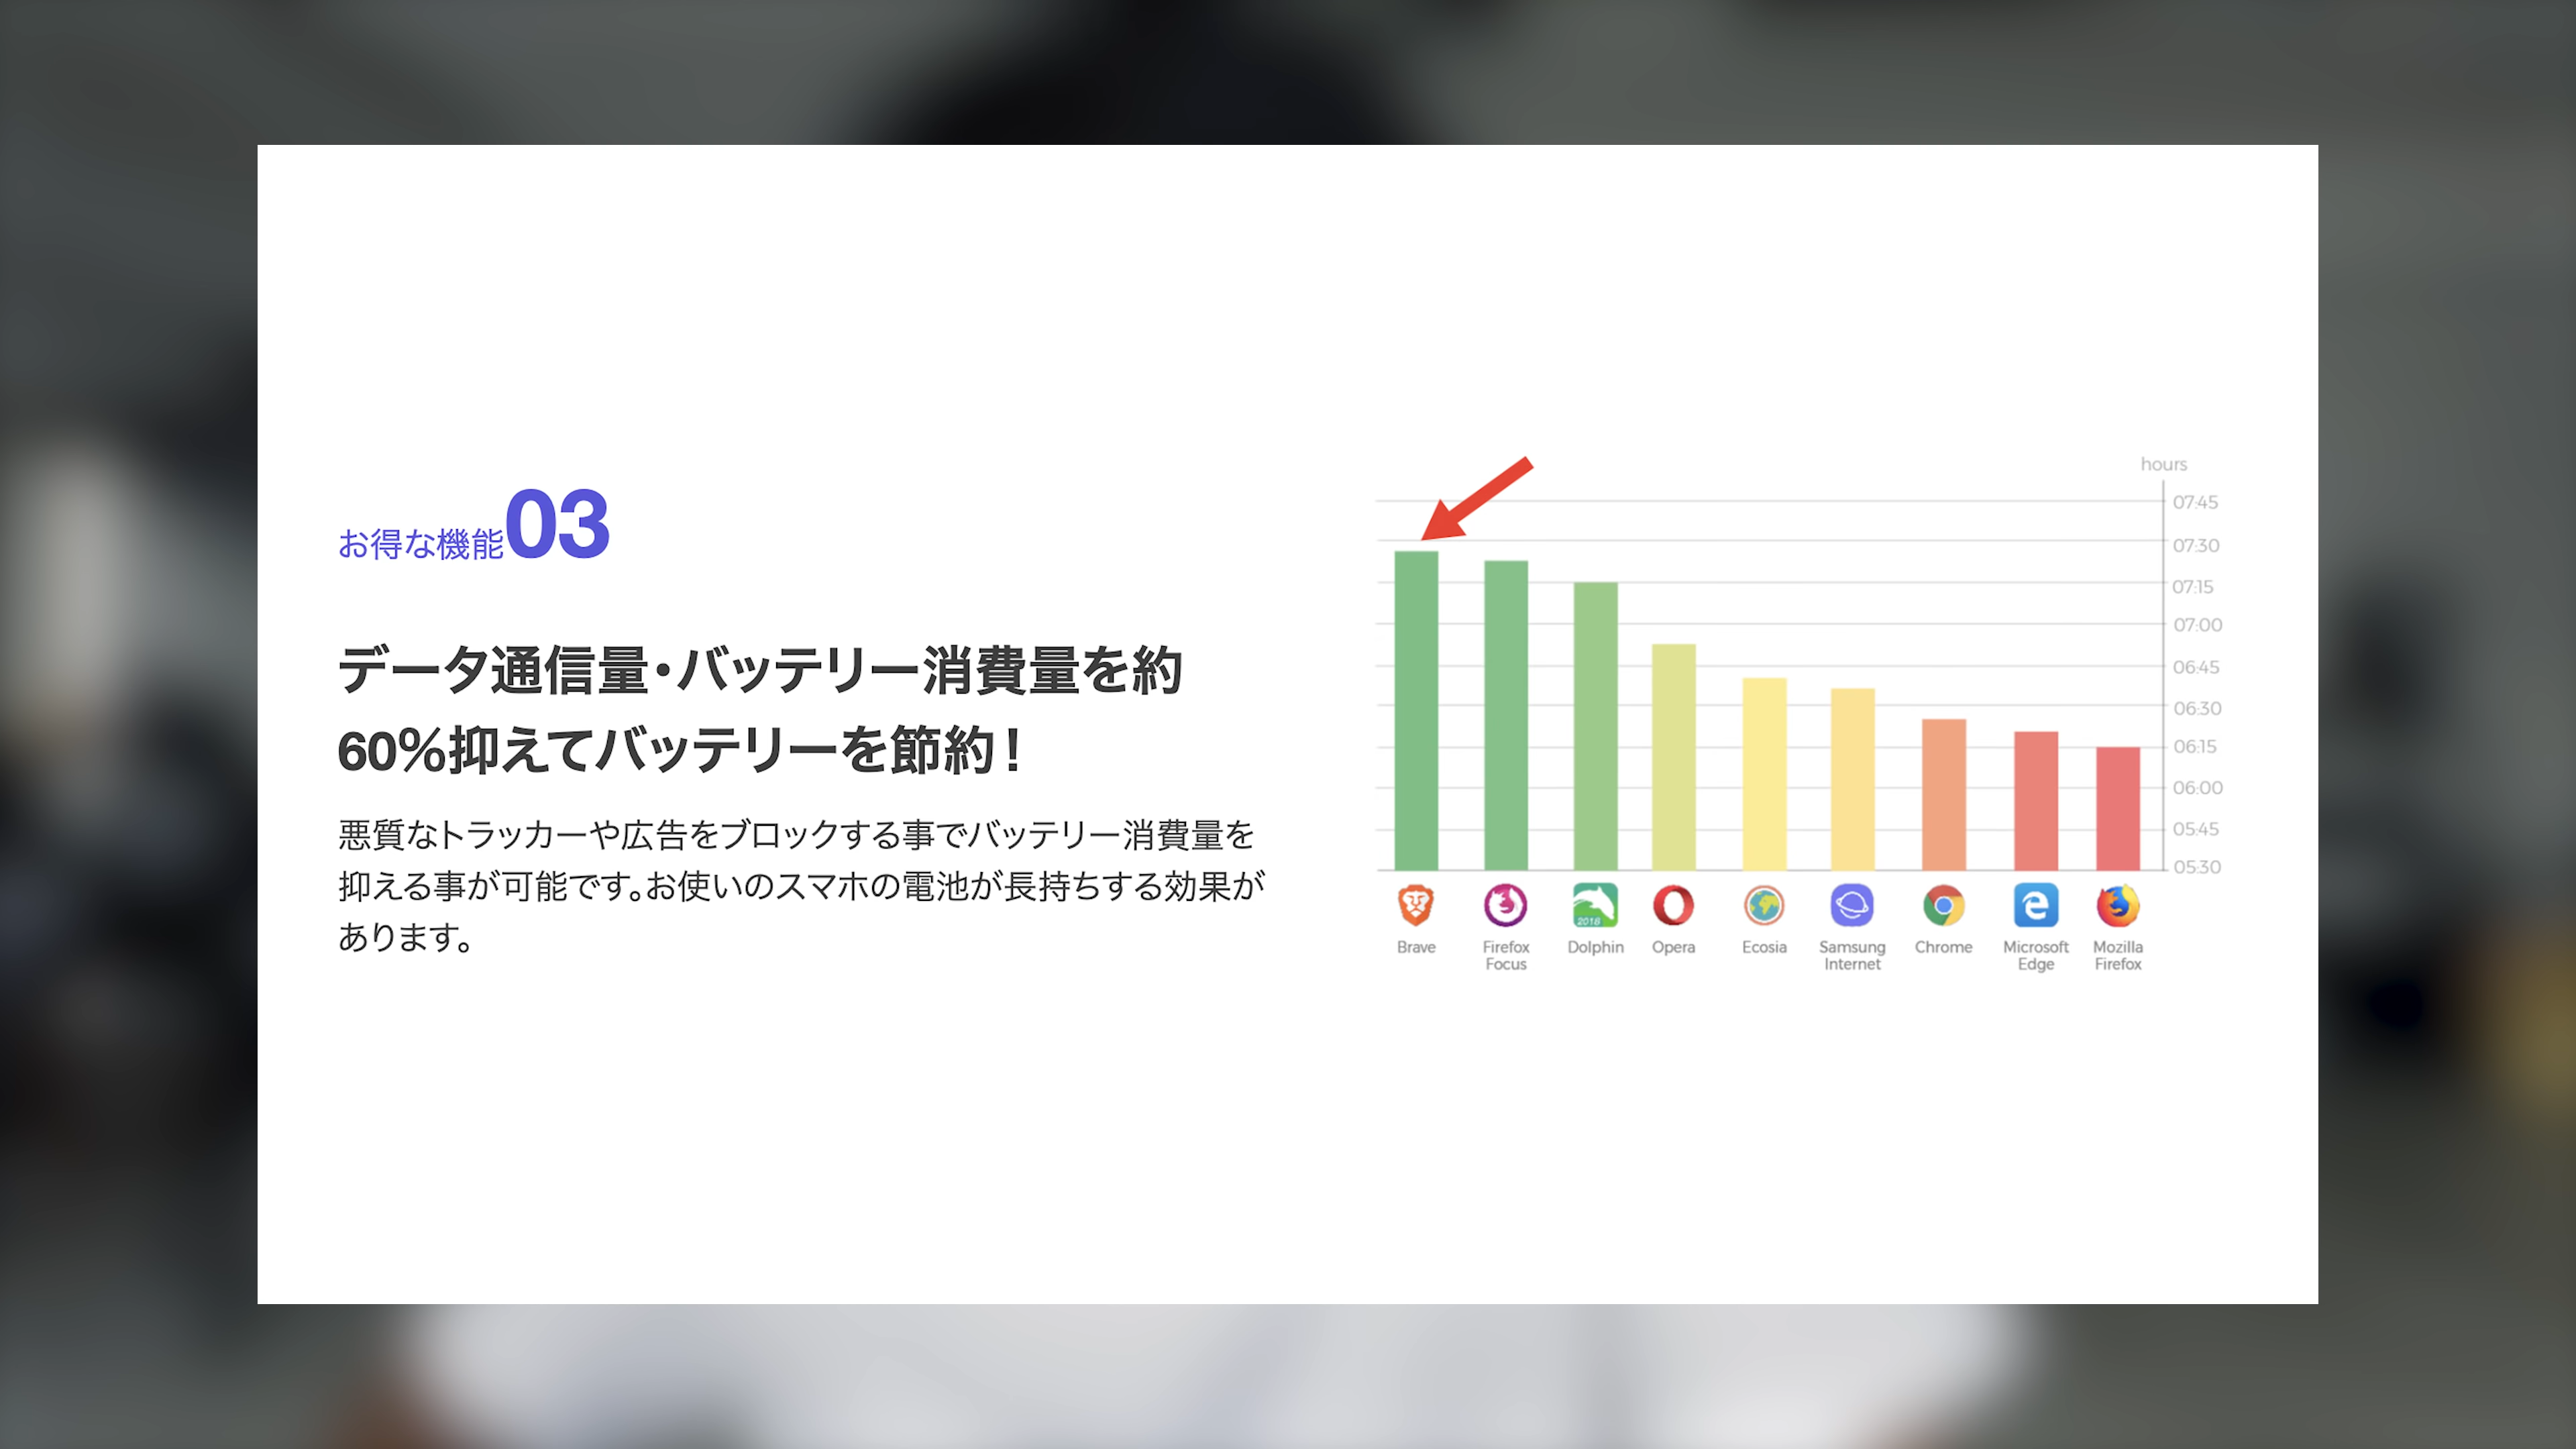 お得な機能03
データ通信量・バッテリー消費量を約
60%抑えてバッテリーを節約！
悪質なトラッカーや広告をブロックする事でバッテリー消費量を
抑える事が可能です。お使いのスマホの電池が長持ちする効果が
あります。
hours
07:45
07:30
07:15
07:00
06:45
06:30
06:15
06:00
05:45
05:30
2018
Brave
Firefox
Focus
Dolphin
Opera
Ecosia
Samsung
Internet
Chrome
Microsoft
Edge
Mozilla
Firefox